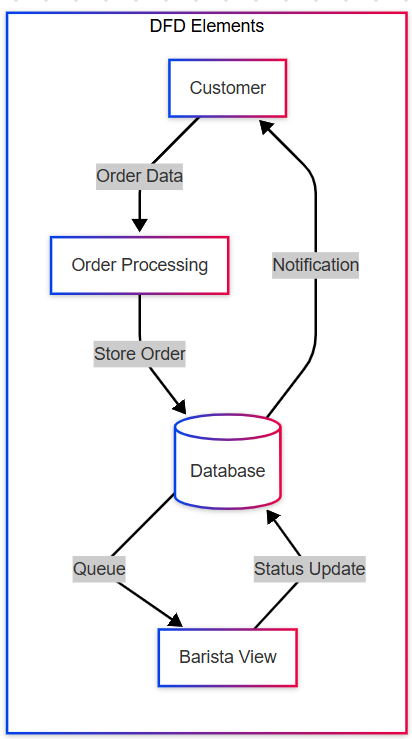 DFD Elements
Customer
Order Data
Order Processing
Notification
Store Order
Database
Queue
Status Update
Barista View